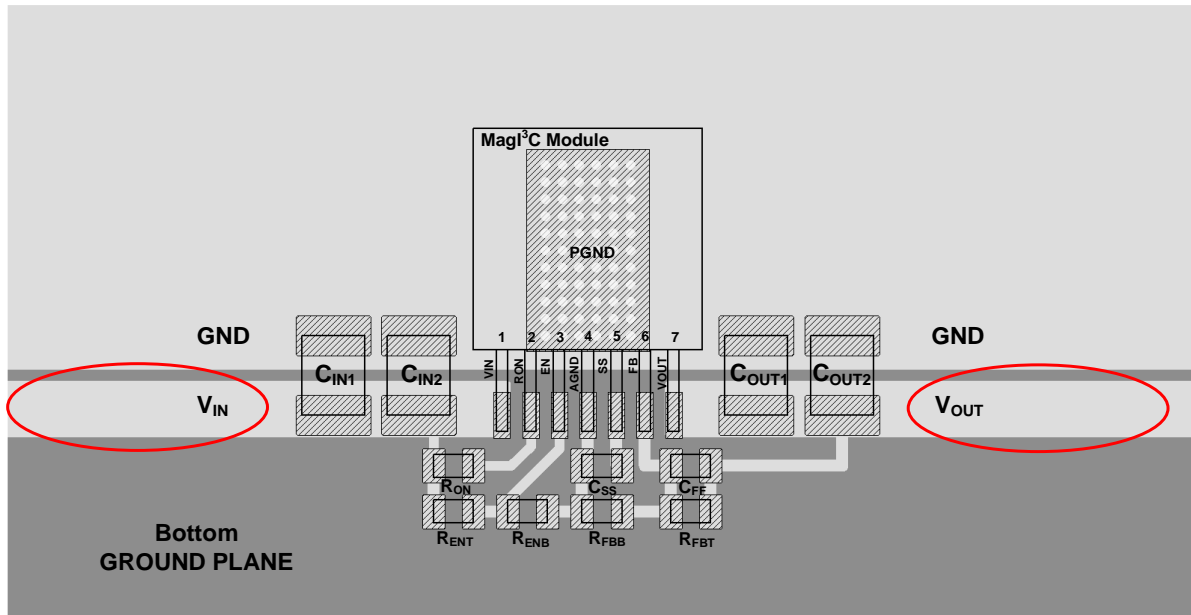 MagI³C Module
PGND
1 2 3 4 5 6 7
GND
GND
VIN
RON
EN
AGND
SS
FB
VOUT
CIN1
CIN2
COUT1
COUT2
VIN
VOUT
RON
CSS
CFF
RENT
RENB
RFBB
RFBT
Bottom
GROUND PLANE